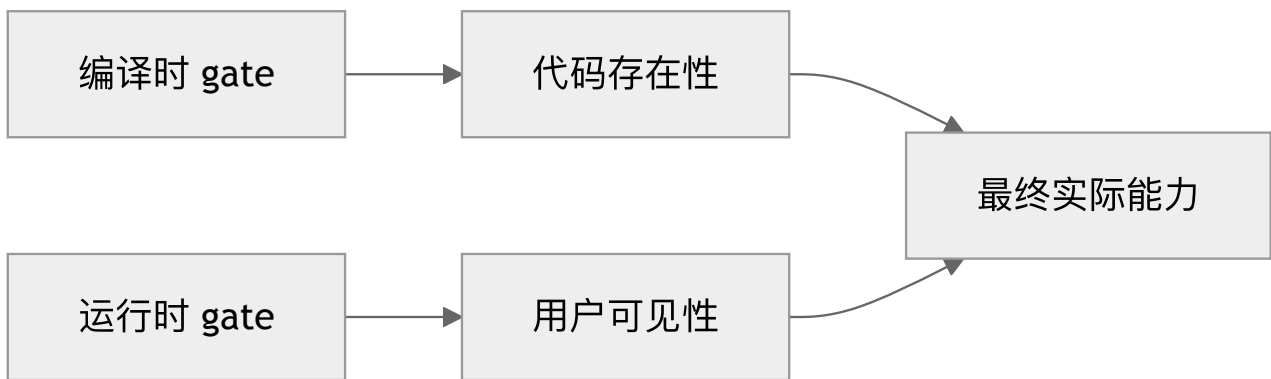 编译时 gate
代码存在性
最终实际能力
运行时 gate
用户可见性